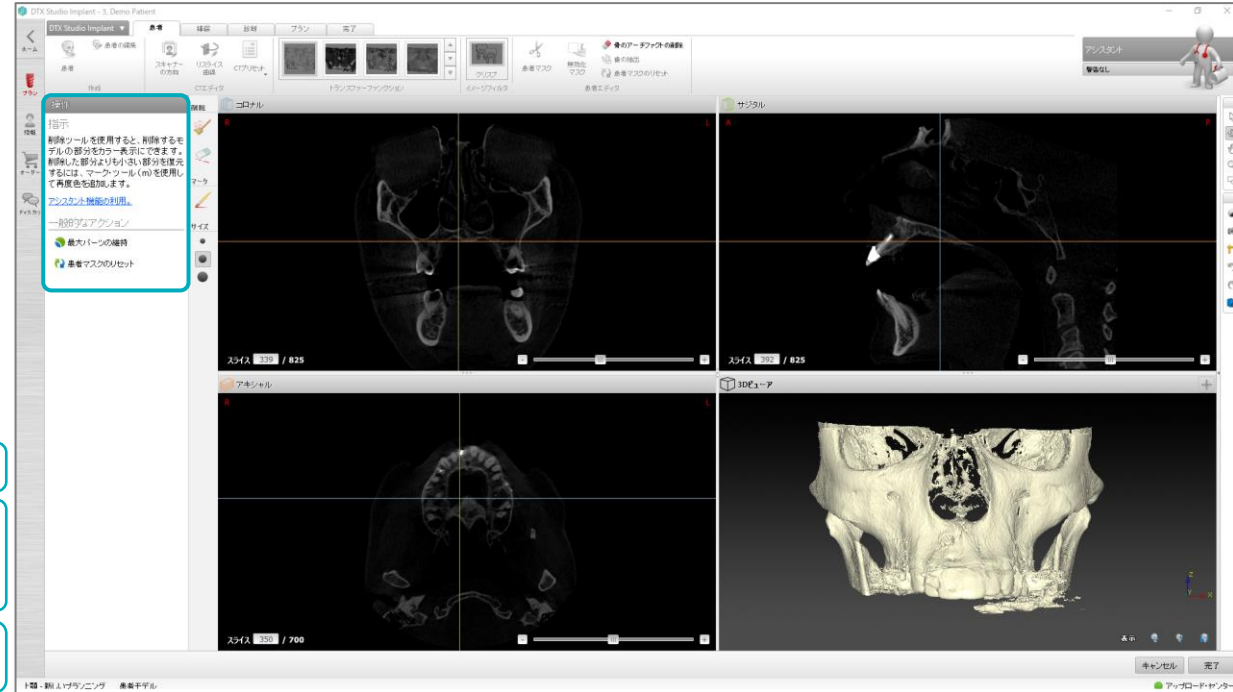 DTX Studio Implant - 3. Demo Patient
DTX Studio Implant ▼
患者
診断
プラン
完了
ホーム
患者
患者の編集
スキャナー
の方向
リスライス
曲線
CTプリセット
患者マスク
無効化
マスク
骨のアーチファクトの削除
歯の抽出
患者マスクのリセット
作成
CTエディタ
トランスファーファンクション
イメージフィルタ
患者エディタ
アシスタント
警告なし
プラン
オーダー
操作
指示
削除ツールを使用すると、削除するモ
デルの部分をカラー表示にできます。
削除した部分よりも小さい部分を復元
するには、マーク・ツール(m)を使用し
て再度色を追加します。
アシスタント機能の利用。
一般的なアクション
最大パーツの維持
患者マスクのリセット
削除
マーク
サイズ
コロナル
R
L
スライス 339 / 825
サジタル
A
P
スライス 392 / 825
アキシャル
R
L
スライス 350 / 700
3Dビューア
Z
Y
X
表示
キャンセル
完了
患者モデル
アップロード・センター